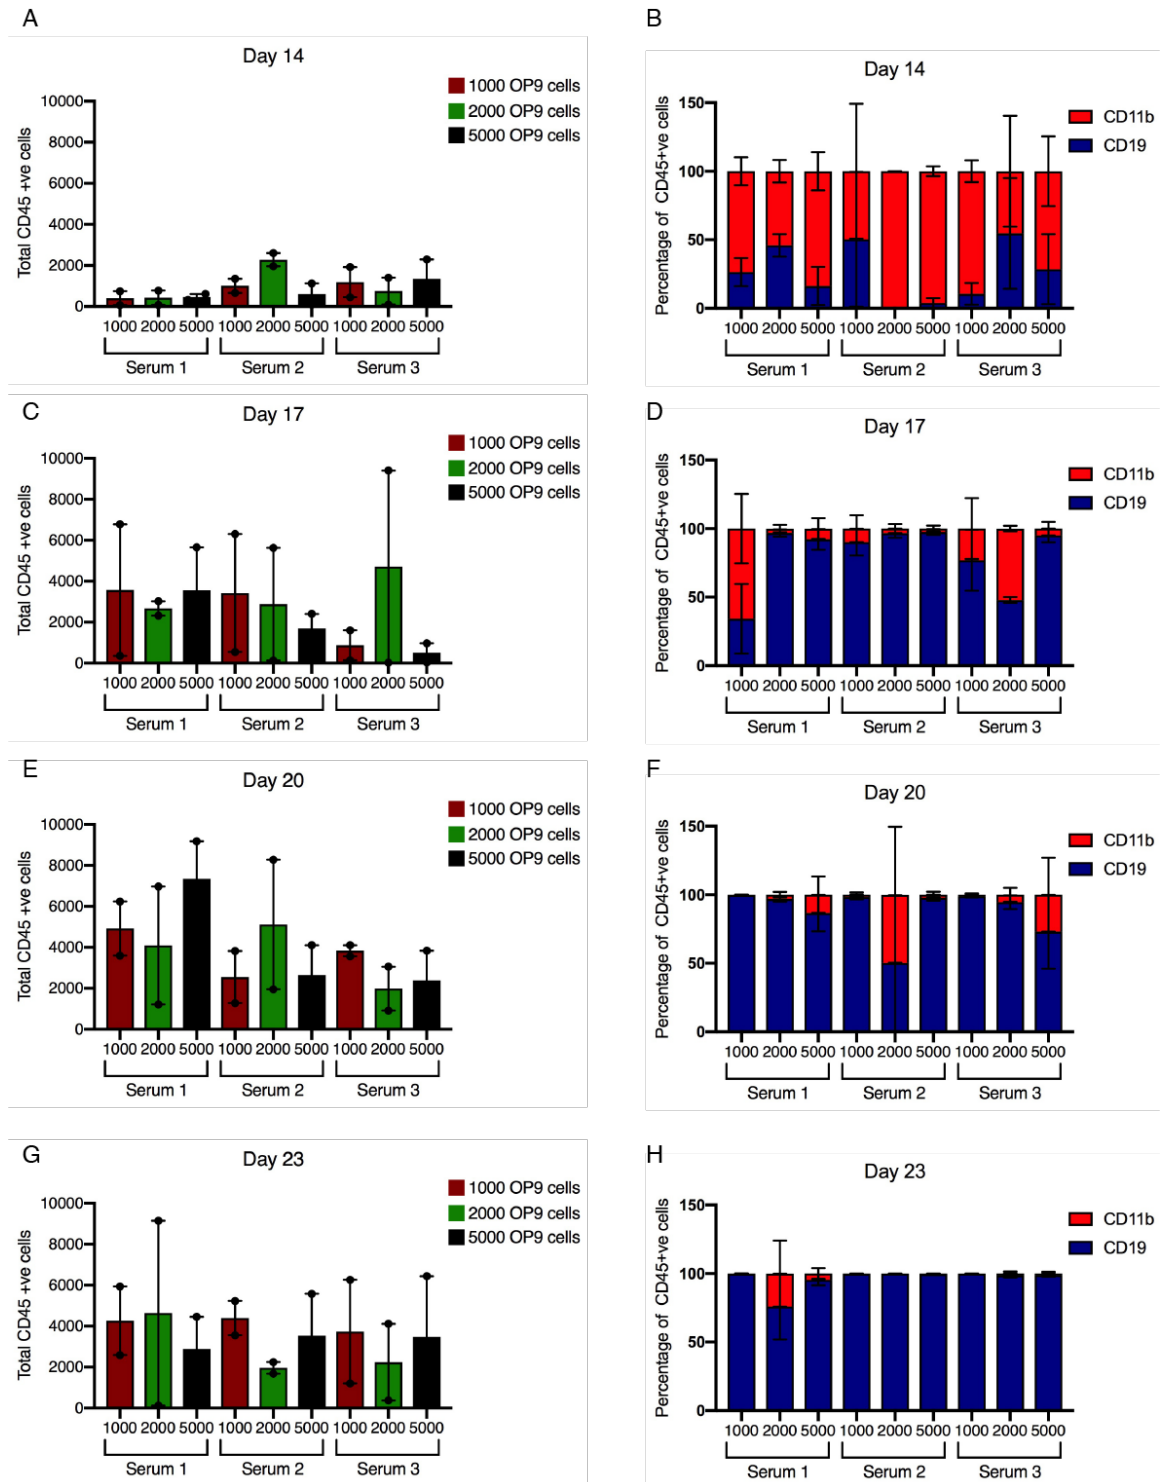 A
Day 14
Total CD45 +ve cells
10000
8000
6000
4000
2000
0
1000 2000 5000 1000 2000 5000 1000 2000 5000
Serum 1 Serum 2 Serum 3
1000 OP9 cells
2000 OP9 cells
5000 OP9 cells
B
Day 14
Percentage of CD45+ve cells
150
100
50
0
1000 2000 5000 1000 2000 5000 1000 2000 5000
Serum 1 Serum 2 Serum 3
CD11b
CD19
C
Day 17
Total CD45 +ve cells
10000
8000
6000
4000
2000
0
1000 2000 5000 1000 2000 5000 1000 2000 5000
Serum 1 Serum 2 Serum 3
1000 OP9 cells
2000 OP9 cells
5000 OP9 cells
D
Day 17
Percentage of CD45+ve cells
150
100
50
0
1000 2000 5000 1000 2000 5000 1000 2000 5000
Serum 1 Serum 2 Serum 3
CD11b
CD19
E
Day 20
Total CD45 +ve cells
10000
8000
6000
4000
2000
0
1000 2000 5000 1000 2000 5000 1000 2000 5000
Serum 1 Serum 2 Serum 3
1000 OP9 cells
2000 OP9 cells
5000 OP9 cells
F
Day 20
Percentage of CD45+ve cells
150
100
50
0
1000 2000 5000 1000 2000 5000 1000 2000 5000
Serum 1 Serum 2 Serum 3
CD11b
CD19
G
Day 23
Total CD45 +ve cells
10000
8000
6000
4000
2000
0
1000 2000 5000 1000 2000 5000 1000 2000 5000
Serum 1 Serum 2 Serum 3
1000 OP9 cells
2000 OP9 cells
5000 OP9 cells
H
Day 23
Percentage of CD45+ve cells
150
100
50
0
1000 2000 5000 1000 2000 5000 1000 2000 5000
Serum 1 Serum 2 Serum 3
CD11b
CD19